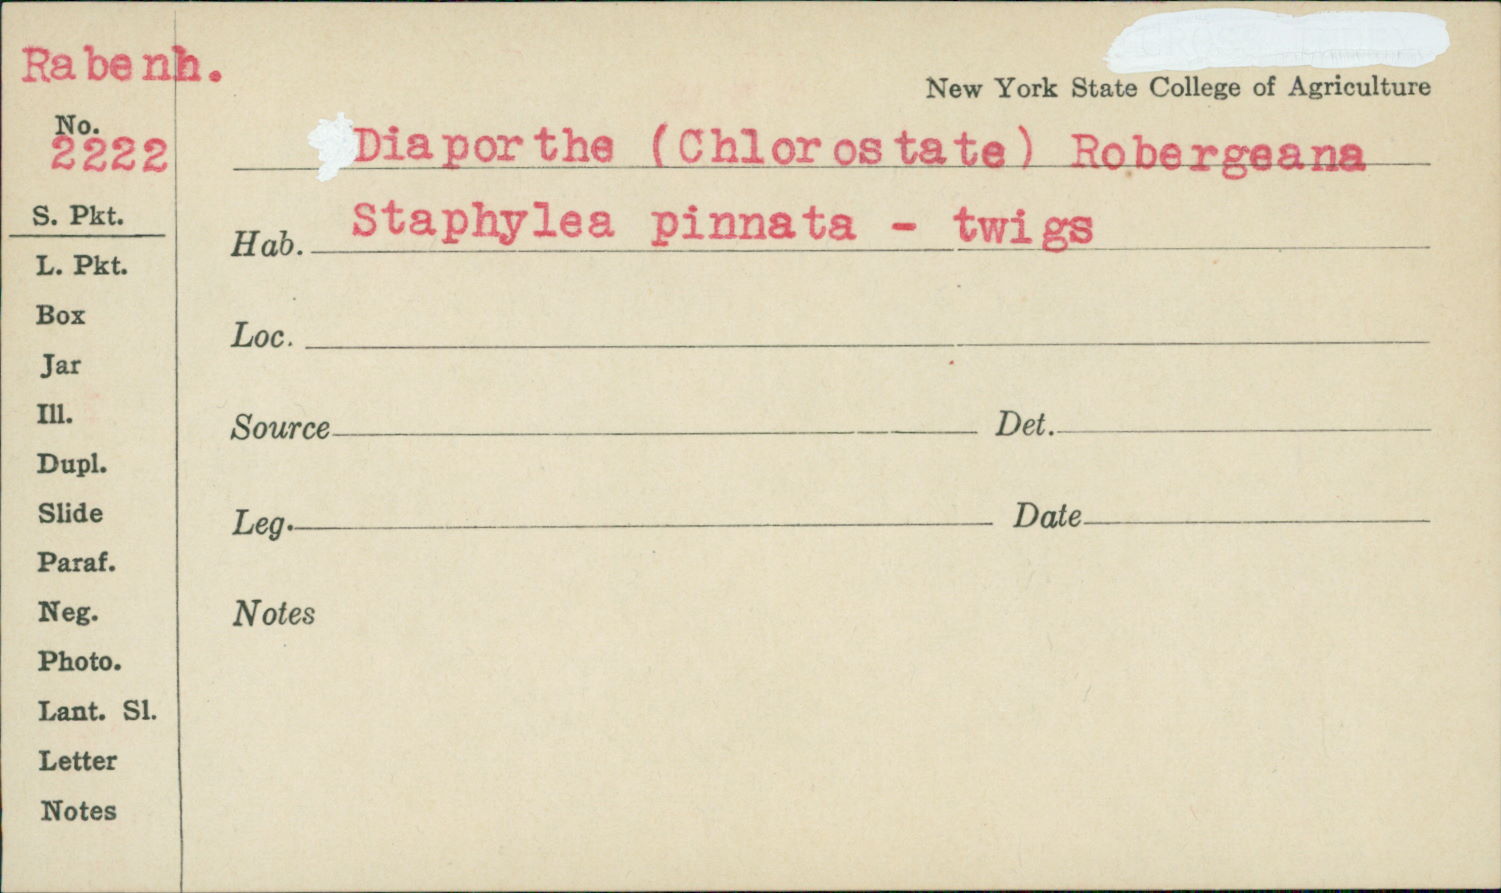 Rabenh.
New York State College of Agriculture
No.
2222
Diaporthe (Chlorostate) Robergeana
S. Pkt.
Hab. Staphylea pinnata - twigs
L. Pkt.
Box
Loc.
Jar
Ill.
Source Det.
Dupl.
Slide
Leg. Date
Paraf.
Neg.
Notes
Photo.
Lant. Sl.
Letter
Notes